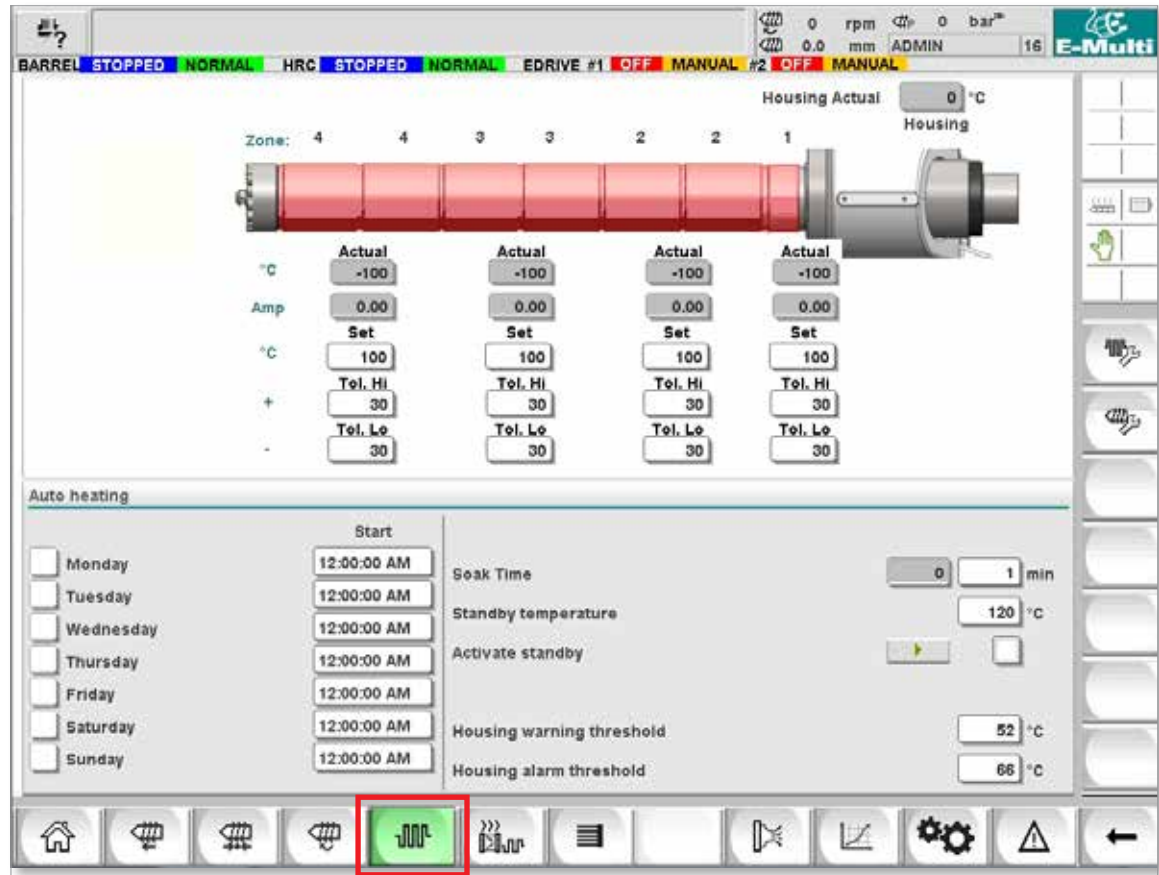 ?
0 rpm 0 bar
0.0 mm ADMIN 16 E-Multi
BARREL STOPPED NORMAL HRC STOPPED NORMAL EDRIVE #1 OFF MANUAL #2 OFF MANUAL
Housing Actual 0 °C
Housing
Zone: 4 4 3 3 2 2 1
Actual Actual Actual Actual
°C -100 -100 -100 -100
Amp 0.00 0.00 0.00 0.00
Set Set Set Set
°C 100 100 100 100
Tol. Hi Tol. Hi Tol. Hi Tol. Hi
+ 30 30 30 30
Tol. Lo Tol. Lo Tol. Lo Tol. Lo
- 30 30 30 30
Auto heating
Start
Monday 12:00:00 AM
Tuesday 12:00:00 AM
Wednesday 12:00:00 AM
Thursday 12:00:00 AM
Friday 12:00:00 AM
Saturday 12:00:00 AM
Sunday 12:00:00 AM
Soak Time 0 1 min
Standby temperature 120 °C
Activate standby
Housing warning threshold 52 °C
Housing alarm threshold 66 °C